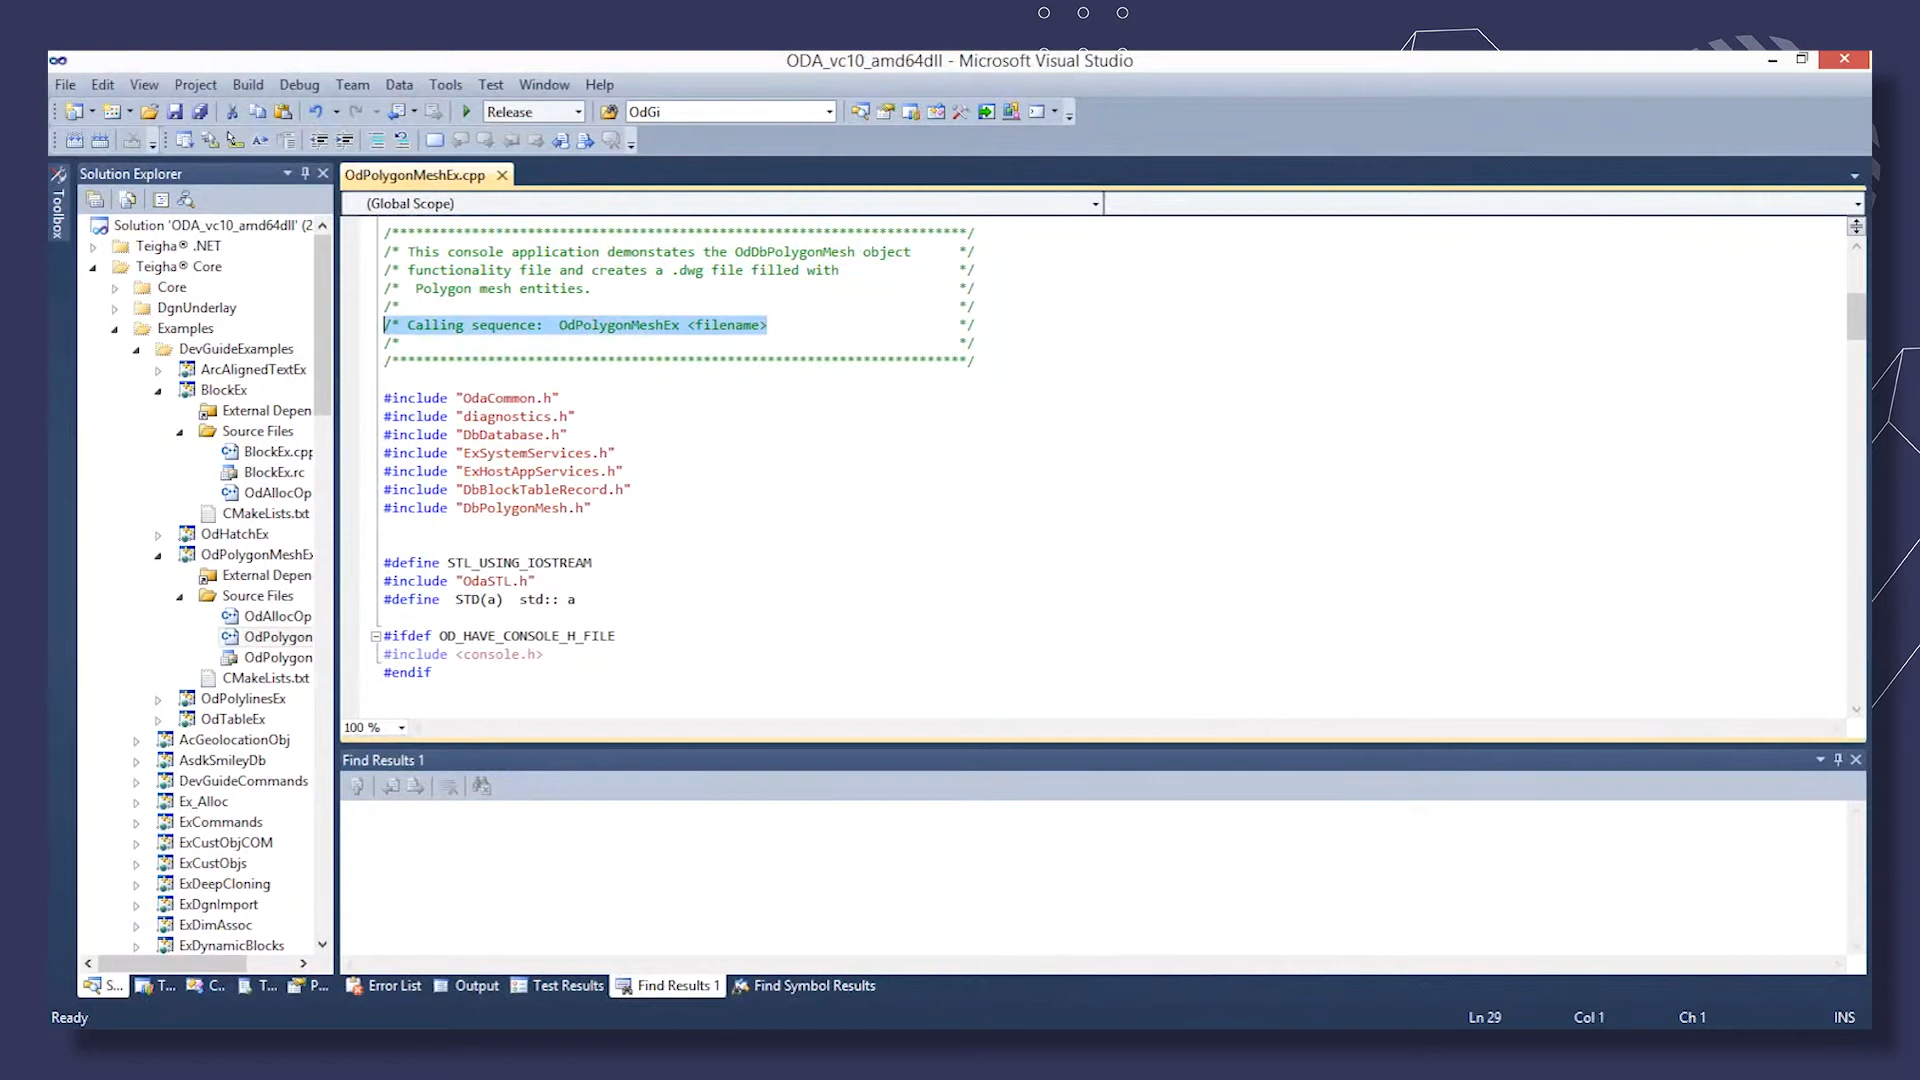 ODA_vc10_amd64dll - Microsoft Visual Studio
File Edit View Project Build Debug Team Data Tools Test Window Help
Release OdGi
Toolbox
Solution Explorer
Solution 'ODA_vc10_amd64dll' (2
Teigha® .NET
Teigha® Core
Core
DgnUnderlay
Examples
DevGuideExamples
ArcAlignedTextEx
BlockEx
External Depen
Source Files
BlockEx.cpp
BlockEx.rc
OdAllocOp
CMakeLists.txt
OdHatchEx
OdPolygonMeshEx
External Depen
Source Files
OdAllocOp
OdPolygon
OdPolygon
CMakeLists.txt
OdPolylinesEx
OdTableEx
AcGeolocationObj
AsdkSmileyDb
DevGuideCommands
Ex_Alloc
ExCommands
ExCustObjCOM
ExCustObjs
ExDeepCloning
ExDgnImport
ExDimAssoc
ExDynamicBlocks
S... T... C.. T... P...
OdPolygonMeshEx.cpp
(Global Scope)
/************************************************************************/
/* This console application demonstates the OdDbPolygonMesh object      */
/* functionality file and creates a .dwg file filled with               */
/*  Polygon mesh entities.                                              */
/*                                                                      */
/* Calling sequence:  OdPolygonMeshEx <filename>                        */
/*                                                                      */
/************************************************************************/
#include "OdaCommon.h"
#include "diagnostics.h"
#include "DbDatabase.h"
#include "ExSystemServices.h"
#include "ExHostAppServices.h"
#include "DbBlockTableRecord.h"
#include "DbPolygonMesh.h"
#define STL_USING_IOSTREAM
#include "OdaSTL.h"
#define  STD(a)  std:: a
#ifdef OD_HAVE_CONSOLE_H_FILE
#include <console.h>
#endif
100 %
Find Results 1
Error List Output Test Results Find Results 1 Find Symbol Results
Ready Ln 29 Col 1 Ch 1 INS